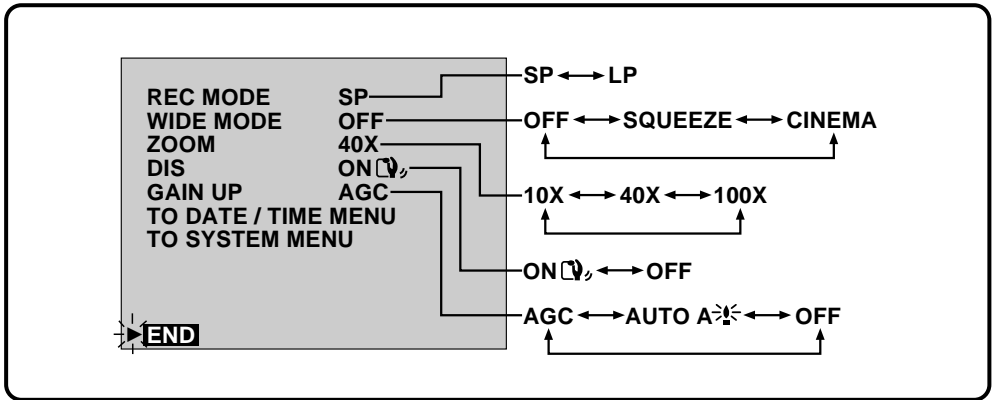 REC MODE SP
WIDE MODE OFF
ZOOM 40X
DIS ON
GAIN UP AGC
TO DATE / TIME MENU
TO SYSTEM MENU
END
SP LP
OFF SQUEEZE CINEMA
10X 40X 100X
ON OFF
AGC AUTO A OFF